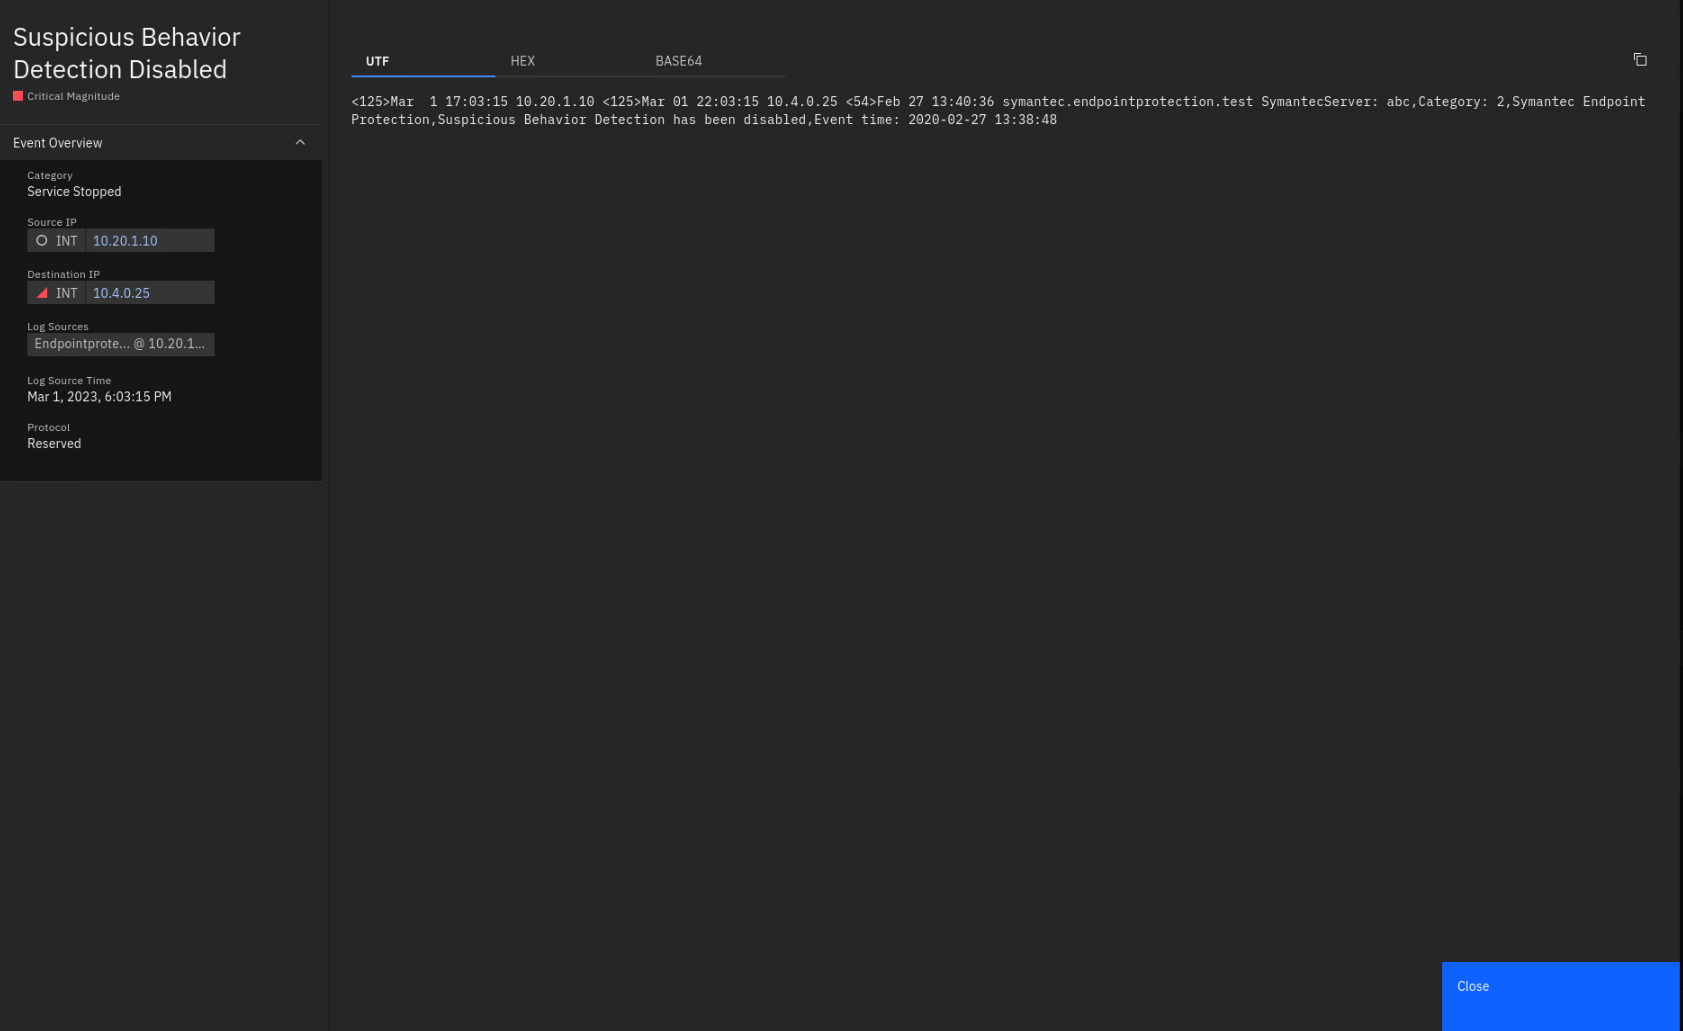 Suspicious Behavior
Detection Disabled
Critical Magnitude
Event Overview
Category
Service Stopped
Source IP
INT 10.20.1.10
Destination IP
INT 10.4.0.25
Log Sources
Endpointprote... @ 10.20.1...
Log Source Time
Mar 1, 2023, 6:03:15 PM
Protocol
Reserved
UTF HEX BASE64
<125>Mar  1 17:03:15 10.20.1.10 <125>Mar 01 22:03:15 10.4.0.25 <54>Feb 27 13:40:36 symantec.endpointprotection.test SymantecServer: abc,Category: 2,Symantec Endpoint
Protection,Suspicious Behavior Detection has been disabled,Event time: 2020-02-27 13:38:48
Close